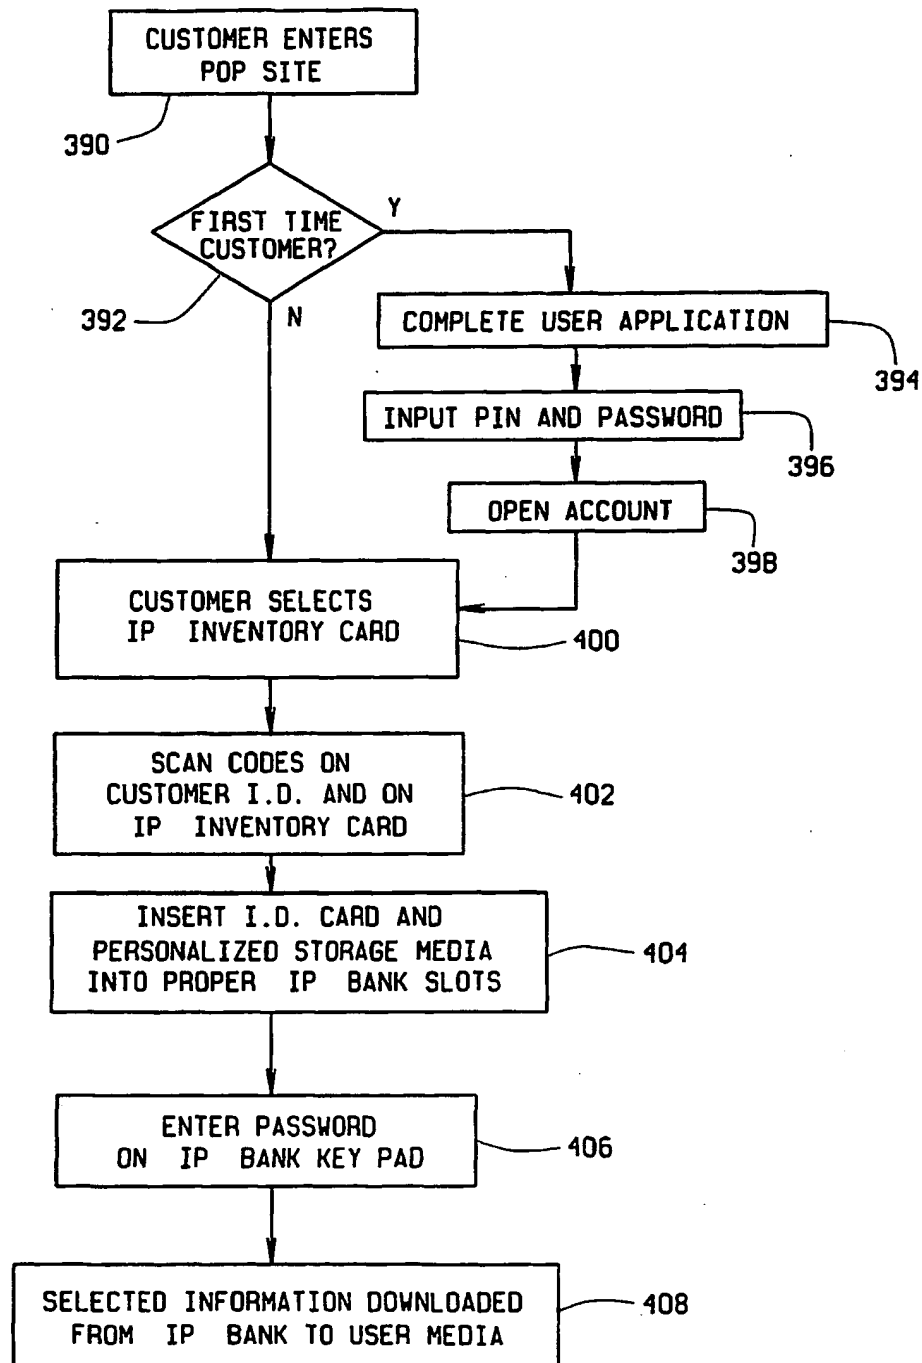 CUSTOMER ENTERS
POP SITE
390
FIRST TIME
CUSTOMER?
Y
392
N
COMPLETE USER APPLICATION
394
INPUT PIN AND PASSWORD
396
OPEN ACCOUNT
398
CUSTOMER SELECTS
IP INVENTORY CARD
400
SCAN CODES ON
CUSTOMER I.D. AND ON
IP INVENTORY CARD
402
INSERT I.D. CARD AND
PERSONALIZED STORAGE MEDIA
INTO PROPER IP BANK SLOTS
404
ENTER PASSWORD
ON IP BANK KEY PAD
406
SELECTED INFORMATION DOWNLOADED
FROM IP BANK TO USER MEDIA
408